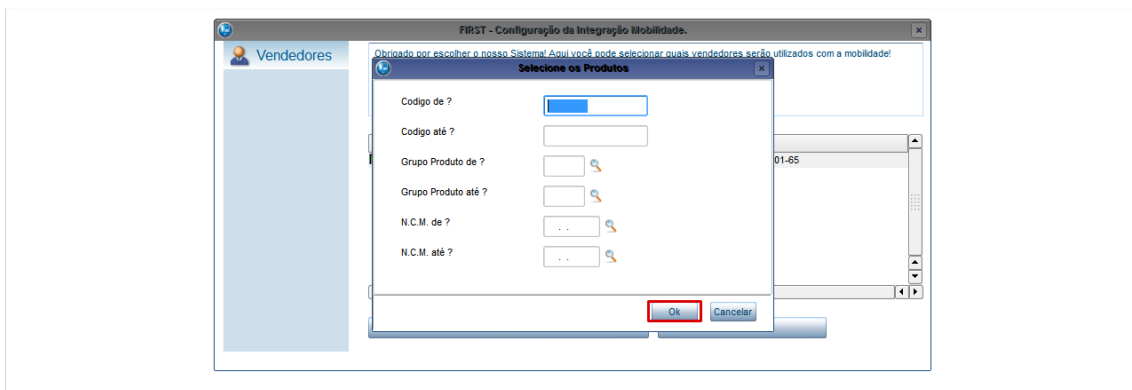 FIRST - Configuração da Integração Mobilidade.
Vendedores
Obrigado por escolher o nosso Sistema! Aqui você pode selecionar quais vendedores serão utilizados com a mobilidade!
Selecione os Produtos
Codigo de ?
Codigo até ?
01-65
Grupo Produto de ?
Grupo Produto até ?
N.C.M. de ?
. .
N.C.M. até ?
. .
Ok
Cancelar